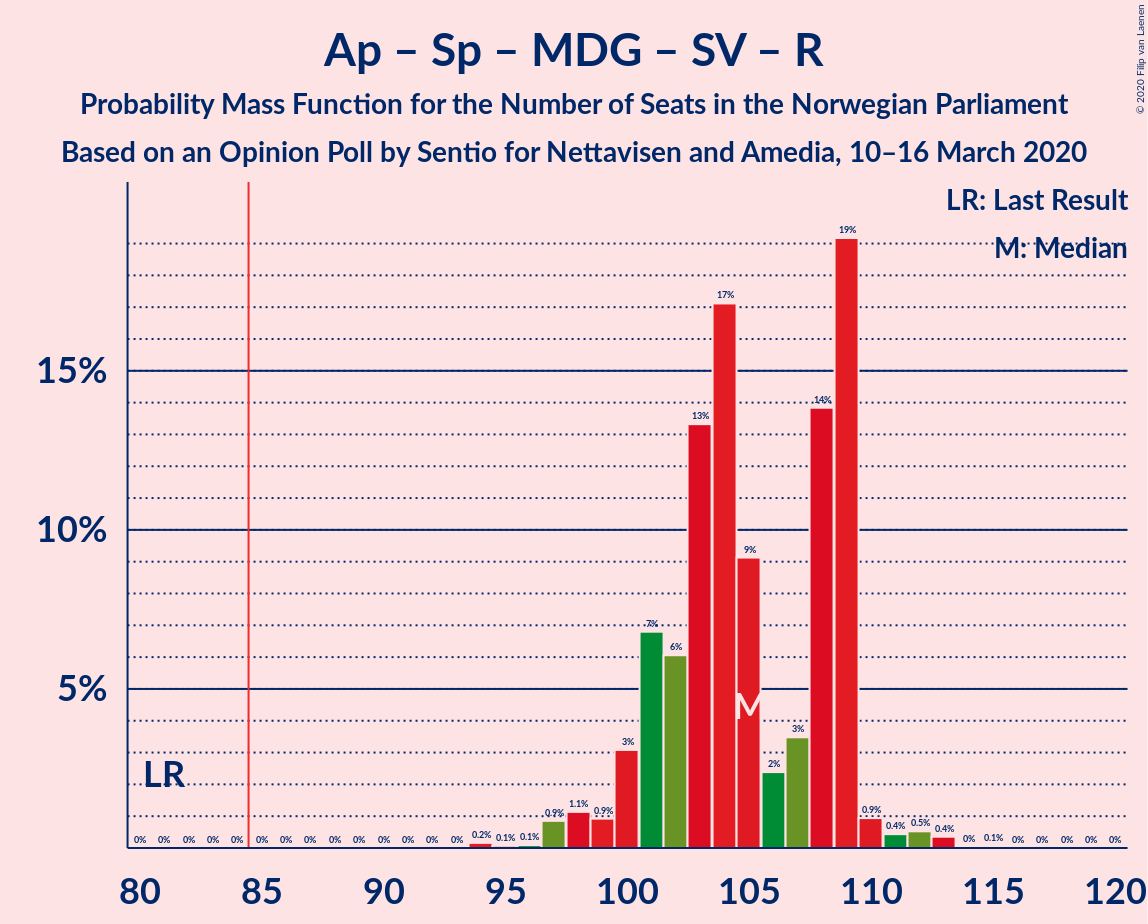 Ap – Sp – MDG – SV – R
Probability Mass Function for the Number of Seats in the Norwegian Parliament
Based on an Opinion Poll by Sentio for Nettavisen and Amedia, 10–16 March 2020
© 2020 Filip van Laenen
LR: Last Result
M: Median
15%
10%
5%
LR
M
0% 0% 0% 0% 0% 0% 0% 0% 0% 0% 0% 0% 0% 0% 0.2% 0.1% 0.1% 0.9% 1.1% 0.9% 3% 7% 6% 13% 17% 9% 2% 3% 14% 19% 0.9% 0.4% 0.5% 0.4% 0% 0.1% 0% 0% 0% 0% 0%
80 85 90 95 100 105 110 115 120